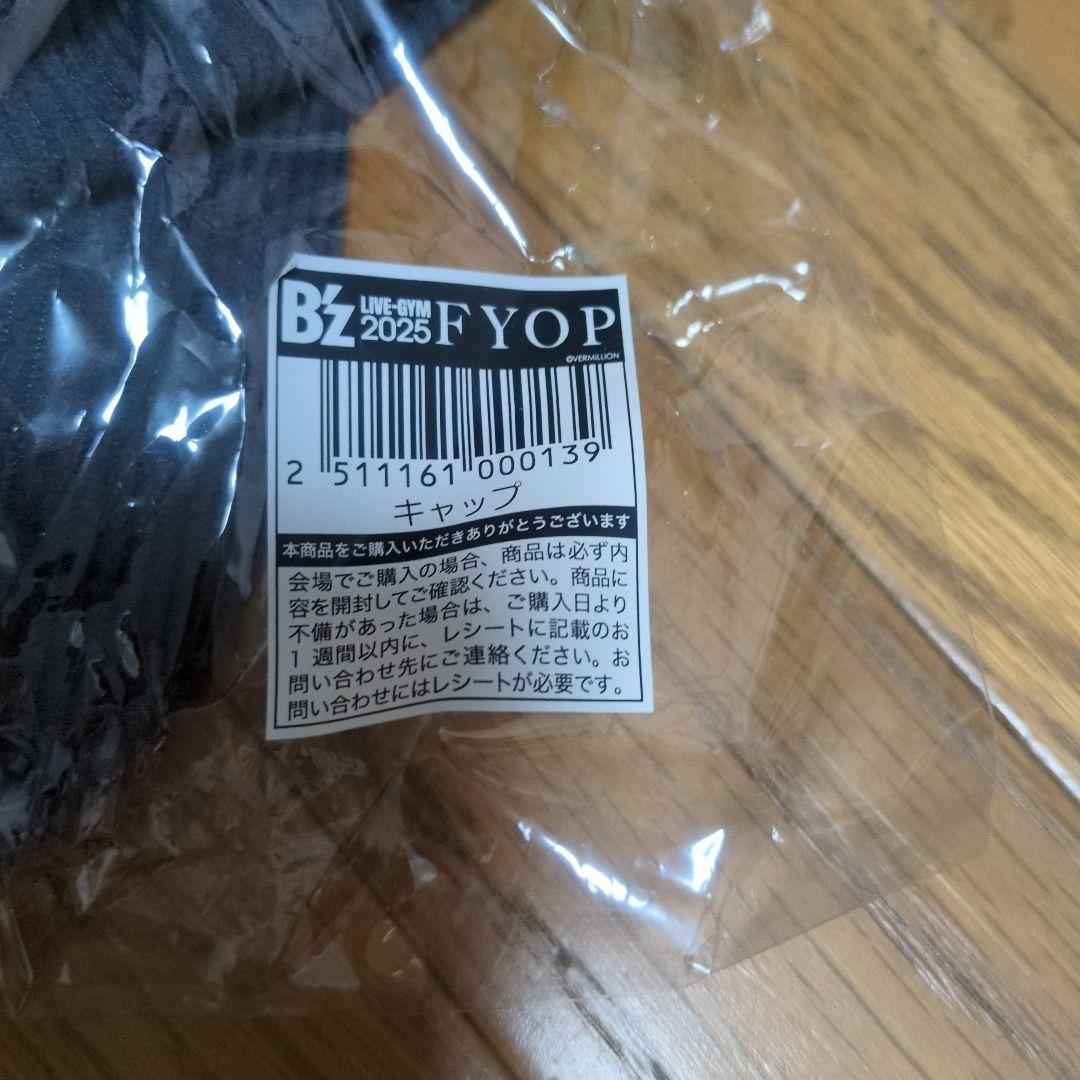 B'z LIVE-GYM 2025 FYOP
©VERMILLION
2 511161 000139
キャップ
本商品をご購入いただきありがとうございます
会場でご購入の場合、商品は必ず内
容を開封してご確認ください。商品に
不備があった場合は、ご購入日より
1 週間以内に、レシートに記載のお
問い合わせ先にご連絡ください。お
問い合わせにはレシートが必要です。